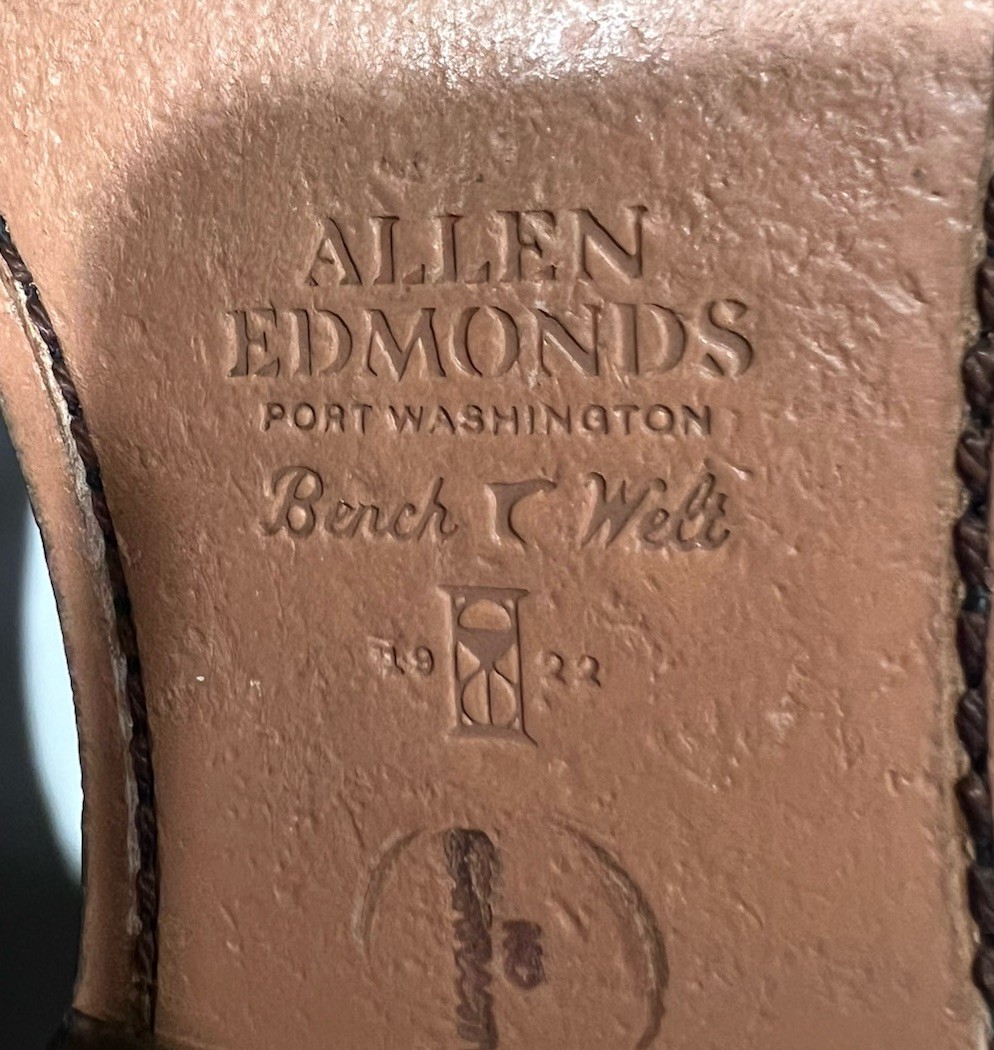 ALLEN
EDMONDS
PORT WASHINGTON
Bench Welt
19 22